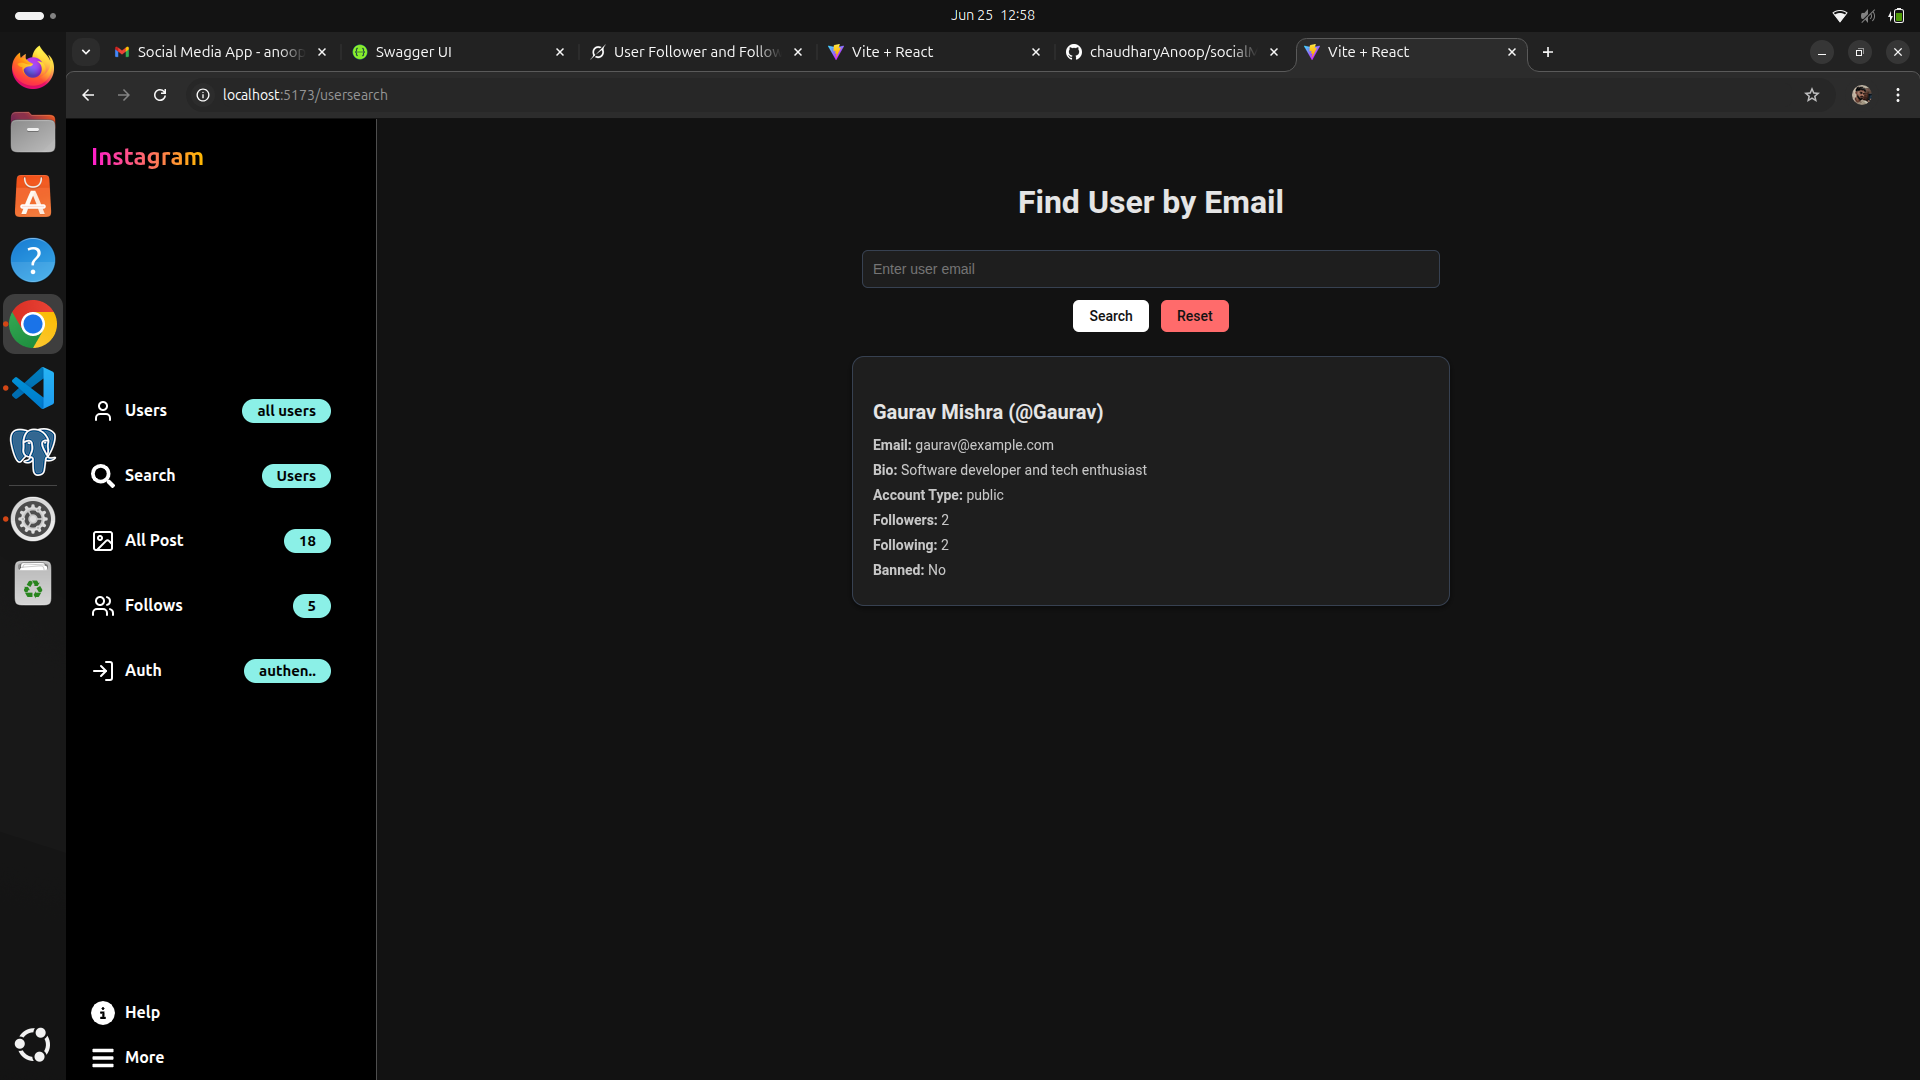 Jun 25 12:58
Social Media App - anoop
Swagger UI
User Follower and Follow
Vite + React
chaudharyAnoop/socialM
Vite + React
localhost:5173/usersearch
Instagram
Find User by Email
Enter user email
Search
Reset
Gaurav Mishra (@Gaurav)
Email: gaurav@example.com
Bio: Software developer and tech enthusiast
Account Type: public
Followers: 2
Following: 2
Banned: No
Users
all users
Search
Users
All Post
18
Follows
5
Auth
authen..
Help
More